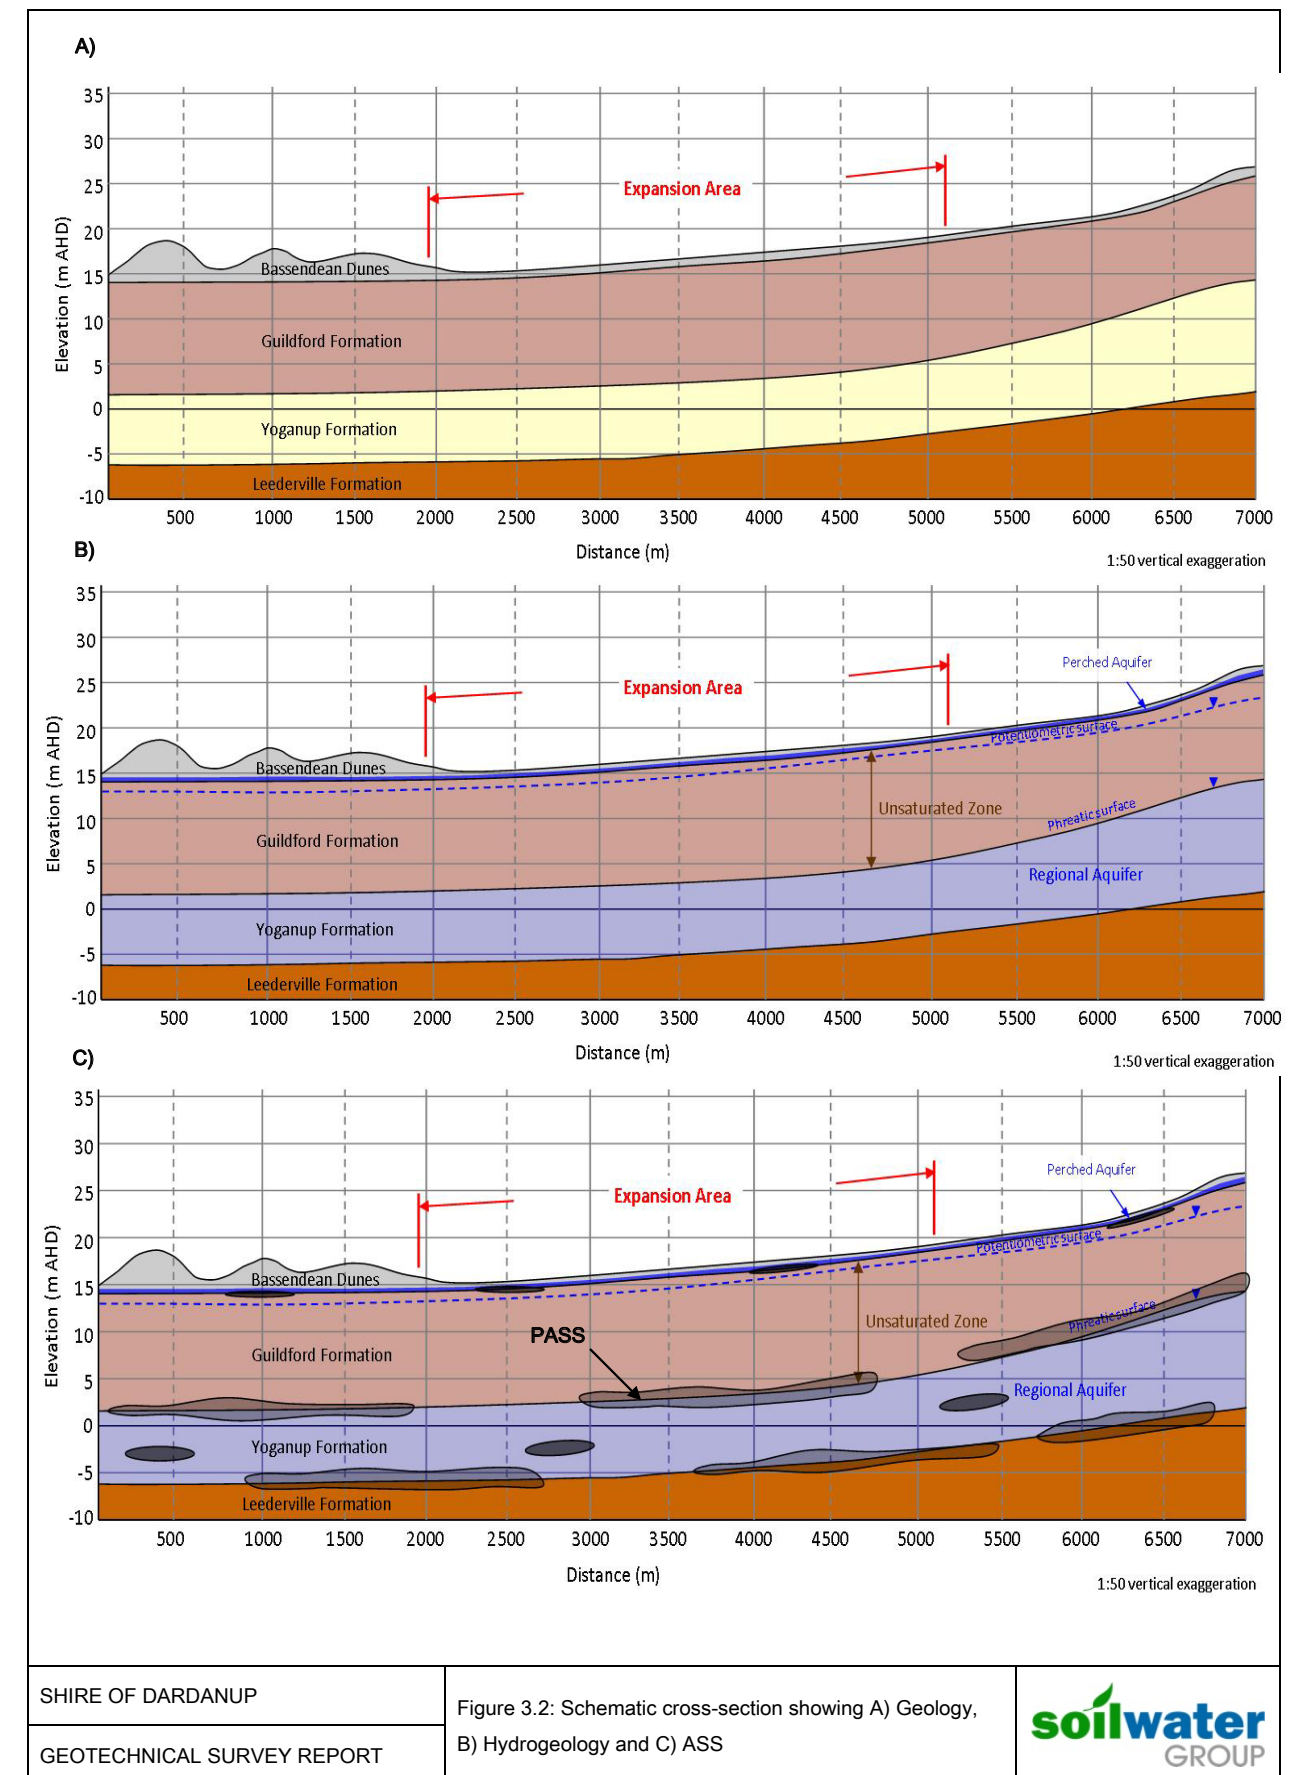 A)
35
30
25
20
15
10
5
0
-5
-10
Elevation (m AHD)
Expansion Area
Bassendean Dunes
Guildford Formation
Yoganup Formation
Leederville Formation
500 1000 1500 2000 2500 3000 3500 4000 4500 5000 5500 6000 6500 7000
Distance (m)
1:50 vertical exaggeration
B)
35
30
25
20
15
10
5
0
-5
-10
Elevation (m AHD)
Perched Aquifer
Expansion Area
Potentiometric surface
Bassendean Dunes
Unsaturated Zone
Phreatic surface
Guildford Formation
Regional Aquifer
Yoganup Formation
Leederville Formation
500 1000 1500 2000 2500 3000 3500 4000 4500 5000 5500 6000 6500 7000
Distance (m)
1:50 vertical exaggeration
C)
35
30
25
20
15
10
5
0
-5
-10
Elevation (m AHD)
Perched Aquifer
Expansion Area
Potentiometric surface
Bassendean Dunes
Phreatic surface
Unsaturated Zone
PASS
Guildford Formation
Regional Aquifer
Yoganup Formation
Leederville Formation
500 1000 1500 2000 2500 3000 3500 4000 4500 5000 5500 6000 6500 7000
Distance (m)
1:50 vertical exaggeration
SHIRE OF DARDANUP
GEOTECHNICAL SURVEY REPORT
Figure 3.2: Schematic cross-section showing A) Geology,
B) Hydrogeology and C) ASS
soilwater
GROUP